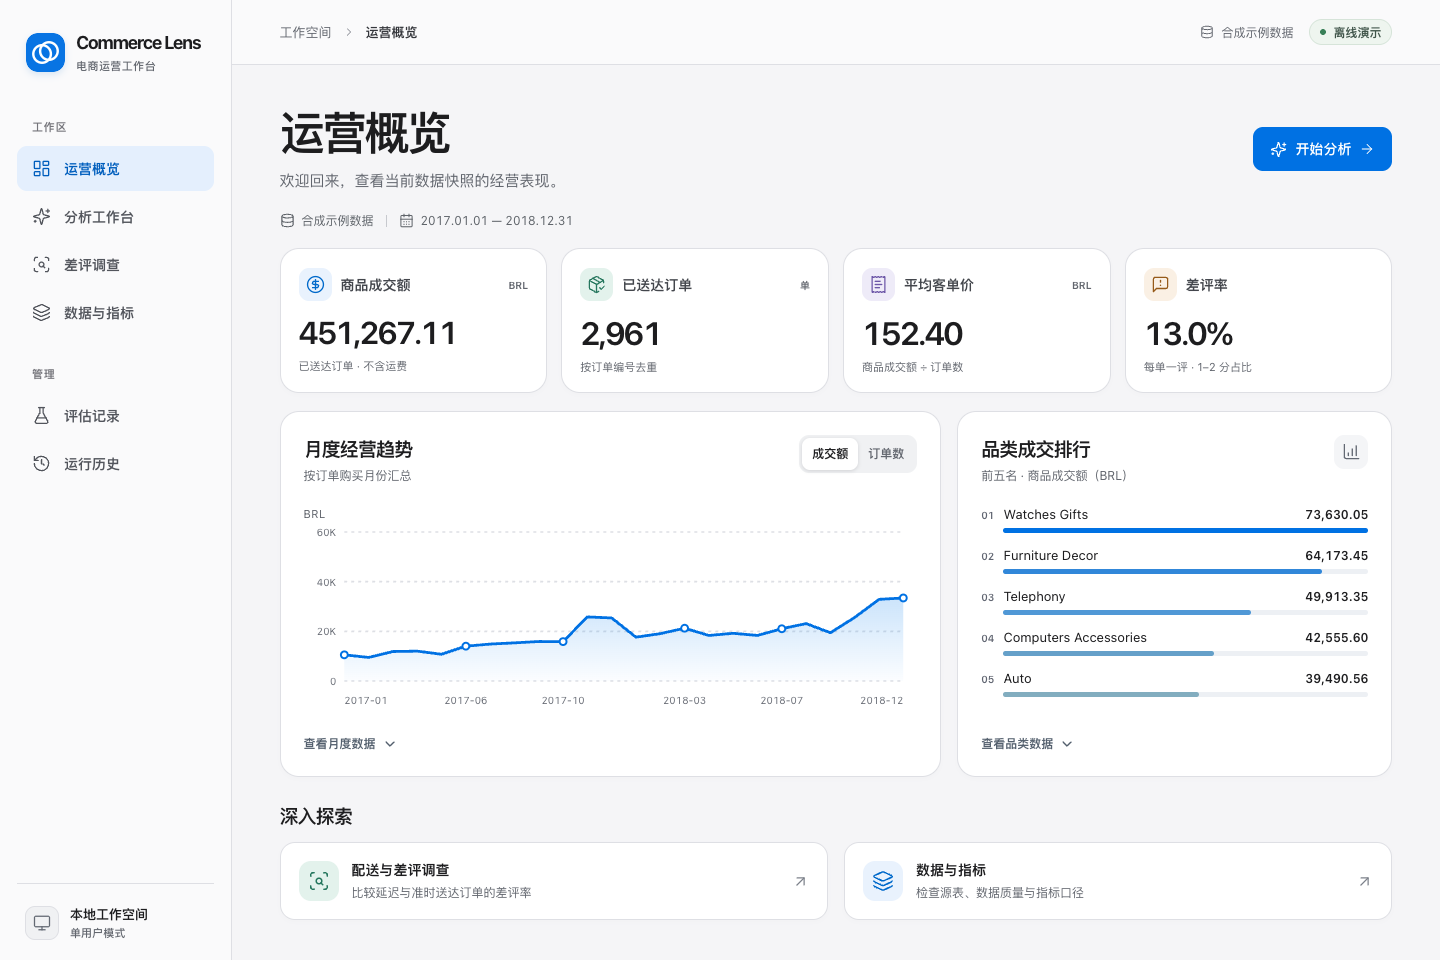 Commerce Lens
电商运营工作台
工作区
运营概览
分析工作台
差评调查
数据与指标
管理
评估记录
运行历史
本地工作空间
单用户模式
工作空间 > 运营概览
合成示例数据
离线演示
运营概览
欢迎回来，查看当前数据快照的经营表现。
开始分析
合成示例数据 | 2017.01.01 — 2018.12.31
商品成交额 BRL
451,267.11
已送达订单 · 不含运费
已送达订单 单
2,961
按订单编号去重
平均客单价 BRL
152.40
商品成交额 ÷ 订单数
差评率
13.0%
每单一评 · 1–2 分占比
月度经营趋势
按订单购买月份汇总
成交额 订单数
BRL
60K
40K
20K
0
2017-01 2017-06 2017-10 2018-03 2018-07 2018-12
查看月度数据
品类成交排行
前五名 · 商品成交额（BRL）
01 Watches Gifts 73,630.05
02 Furniture Decor 64,173.45
03 Telephony 49,913.35
04 Computers Accessories 42,555.60
05 Auto 39,490.56
查看品类数据
深入探索
配送与差评调查
比较延迟与准时送达订单的差评率
数据与指标
检查源表、数据质量与指标口径